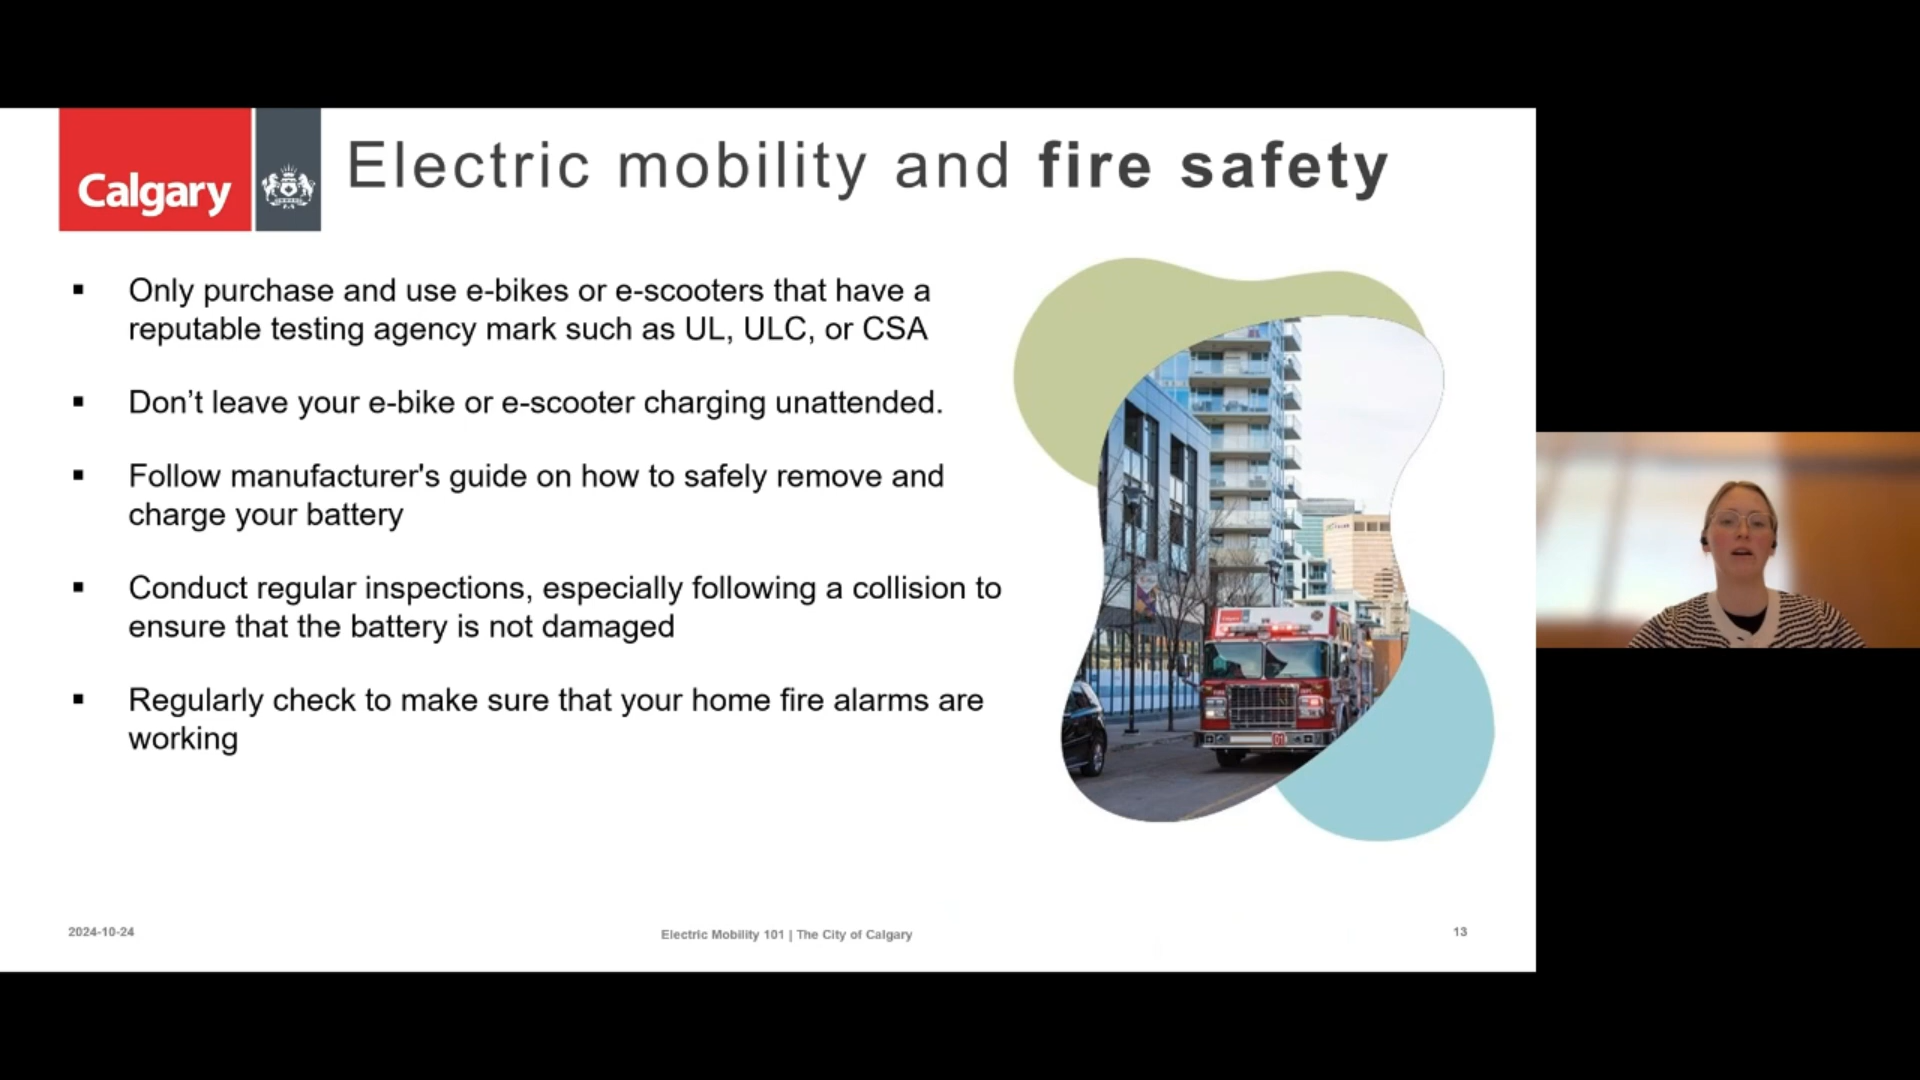 Calgary
Electric mobility and fire safety
Only purchase and use e-bikes or e-scooters that have a
reputable testing agency mark such as UL, ULC, or CSA
Don’t leave your e-bike or e-scooter charging unattended.
Follow manufacturer's guide on how to safely remove and
charge your battery
Conduct regular inspections, especially following a collision to
ensure that the battery is not damaged
Regularly check to make sure that your home fire alarms are
working
2024-10-24
Electric Mobility 101 | The City of Calgary
13